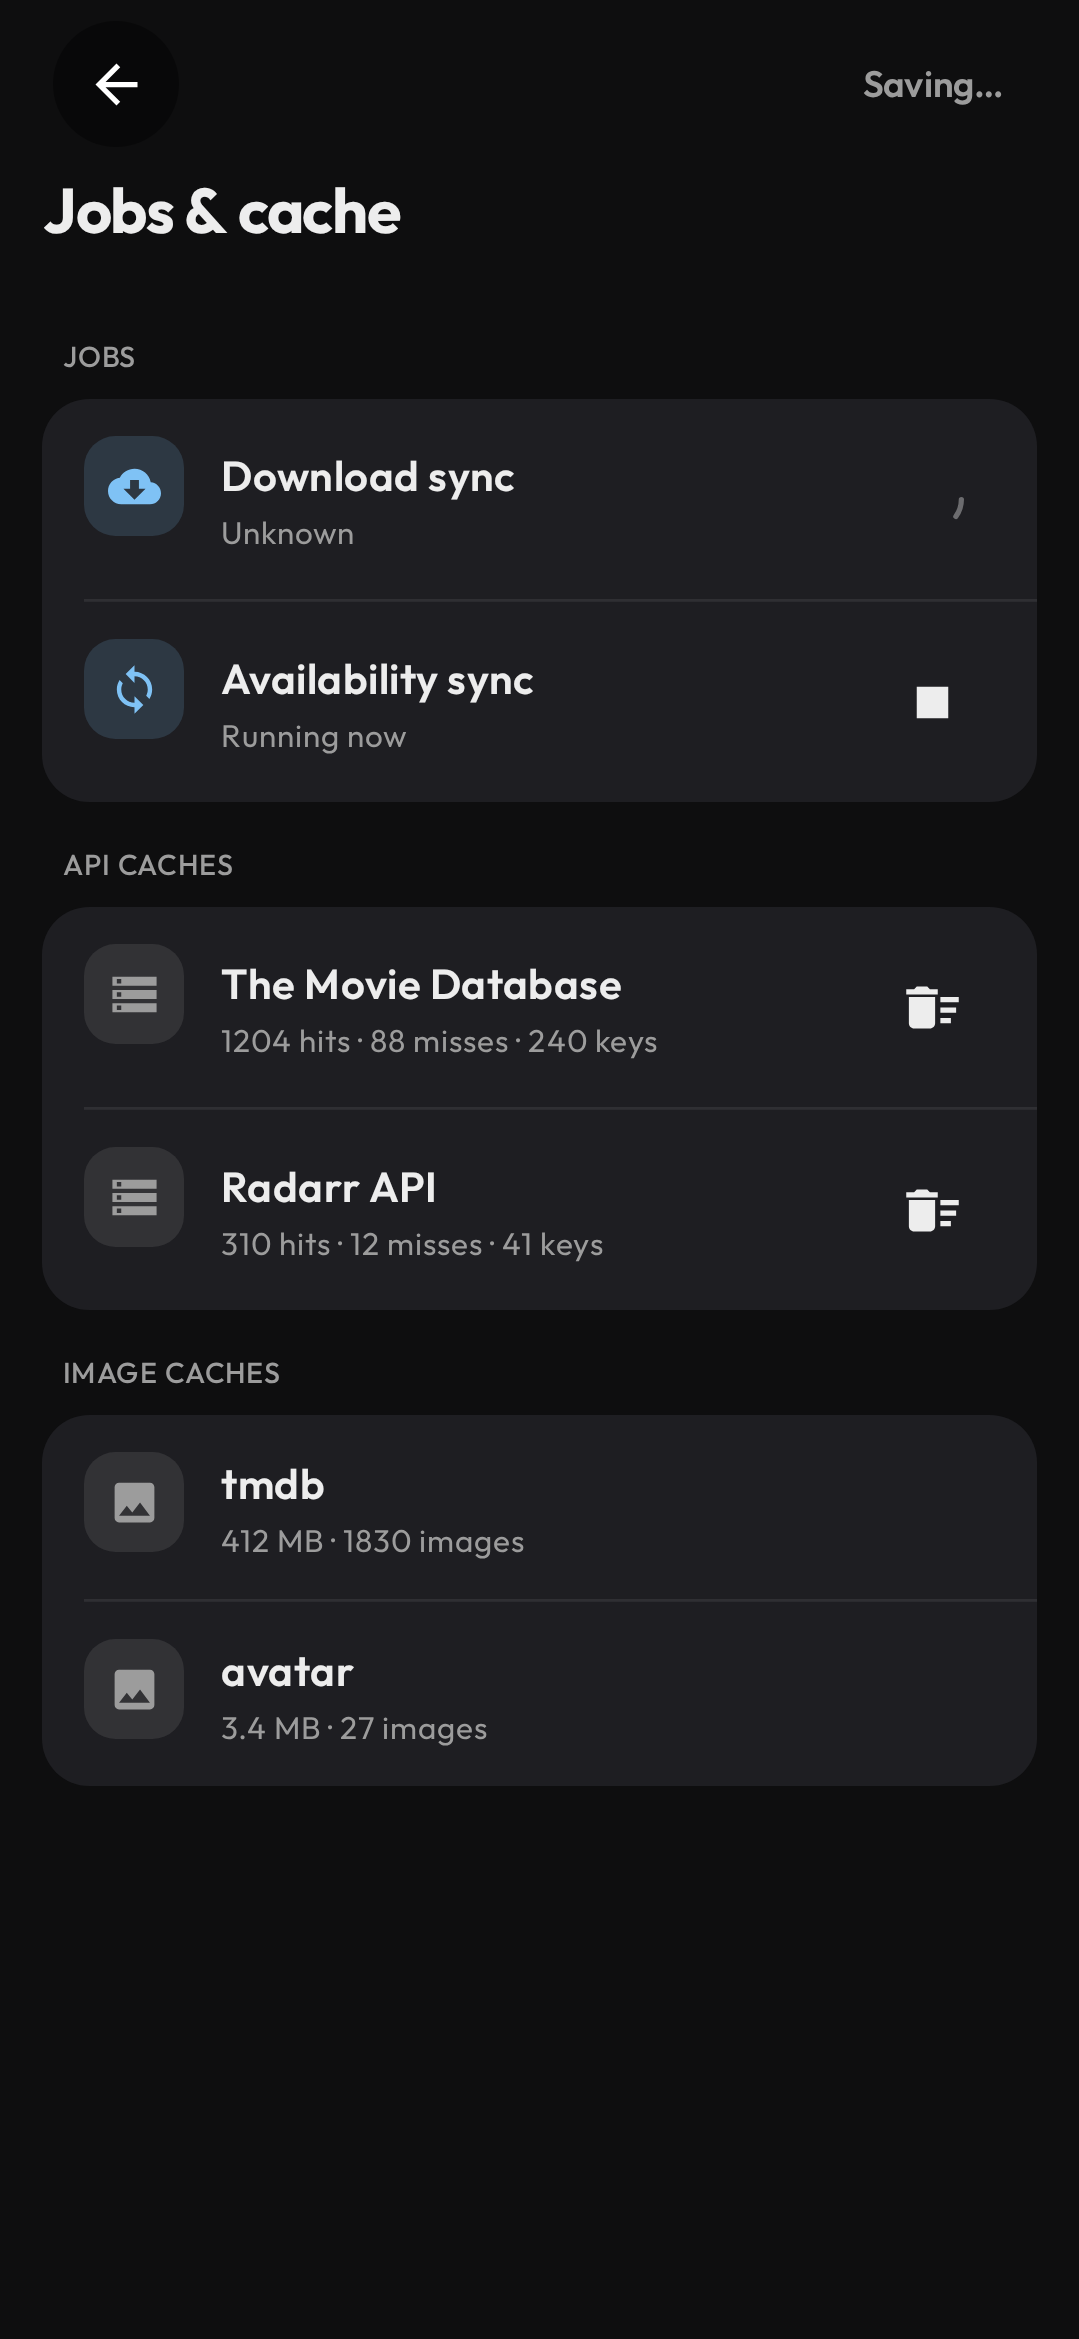 Saving...
Jobs & cache
JOBS
Download sync
Unknown
Availability sync
Running now
API CACHES
The Movie Database
1204 hits · 88 misses · 240 keys
Radarr API
310 hits · 12 misses · 41 keys
IMAGE CACHES
tmdb
412 MB · 1830 images
avatar
3.4 MB · 27 images